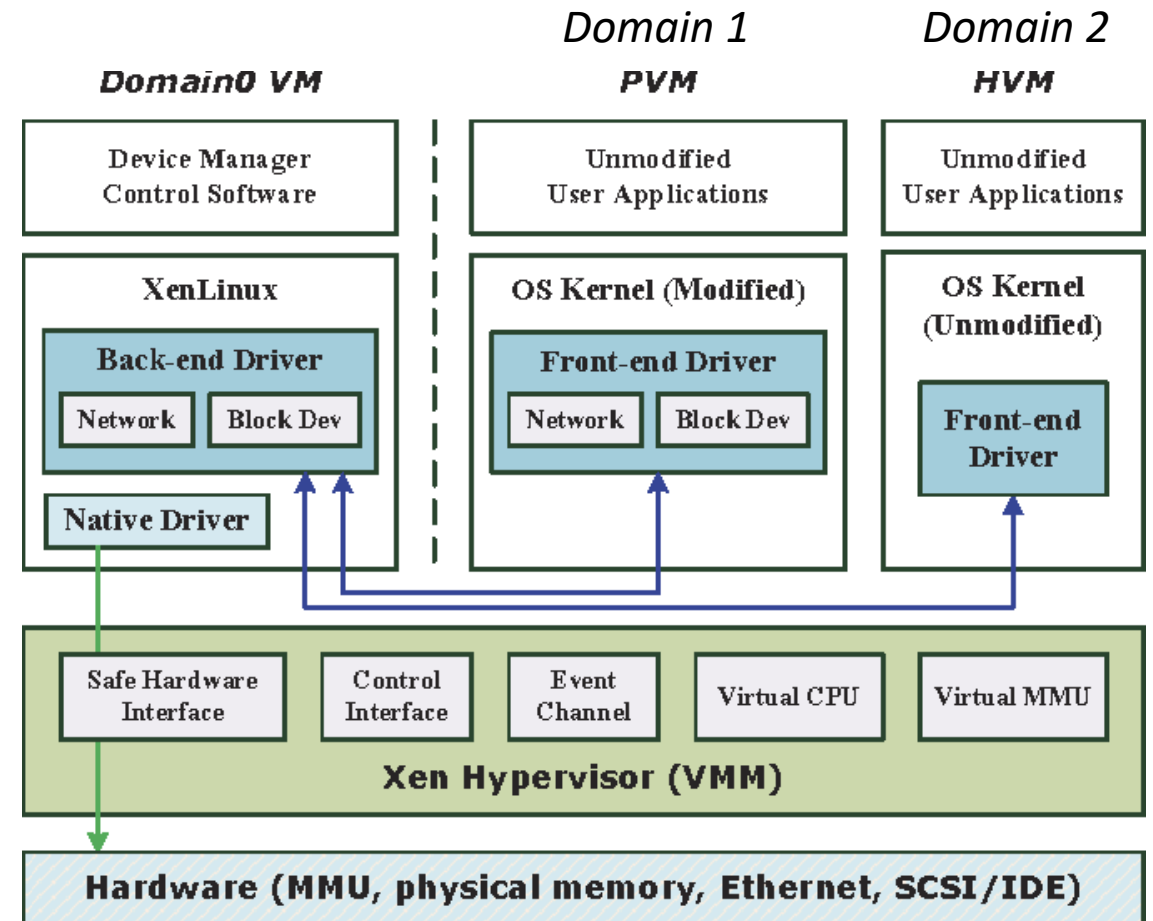 Domain 1
Domain 2
Domain0 VM
PVM
HVM
Device Manager
Control Software
Unmodified
User Applications
Unmodified
User Applications
XenLinux
Back-end Driver
Network
Block Dev
Native Driver
OS Kernel (Modified)
Front-end Driver
Network
Block Dev
OS Kernel
(Unmodified)
Front-end
Driver
Safe Hardware
Interface
Control
Interface
Event
Channel
Virtual CPU
Virtual MMU
Xen Hypervisor (VMM)
Hardware (MMU, physical memory, Ethernet, SCSI/IDE)